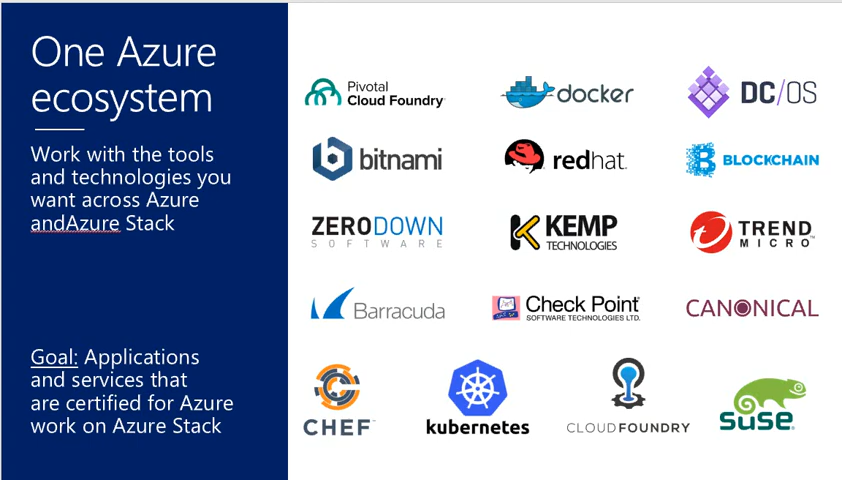 One Azure
ecosystem
Work with the tools
and technologies you
want across Azure
andAzure Stack
Goal: Applications
and services that
are certified for Azure
work on Azure Stack
Pivotal
Cloud Foundry
docker
DC/OS
bitnami
redhat.
BLOCKCHAIN
ZERODOWN
SOFTWARE
KEMP
TECHNOLOGIES
TREND
MICRO™
Barracuda
Check Point
SOFTWARE TECHNOLOGIES LTD.
CANONICAL
CHEF™
kubernetes
CLOUDFOUNDRY
SUSE